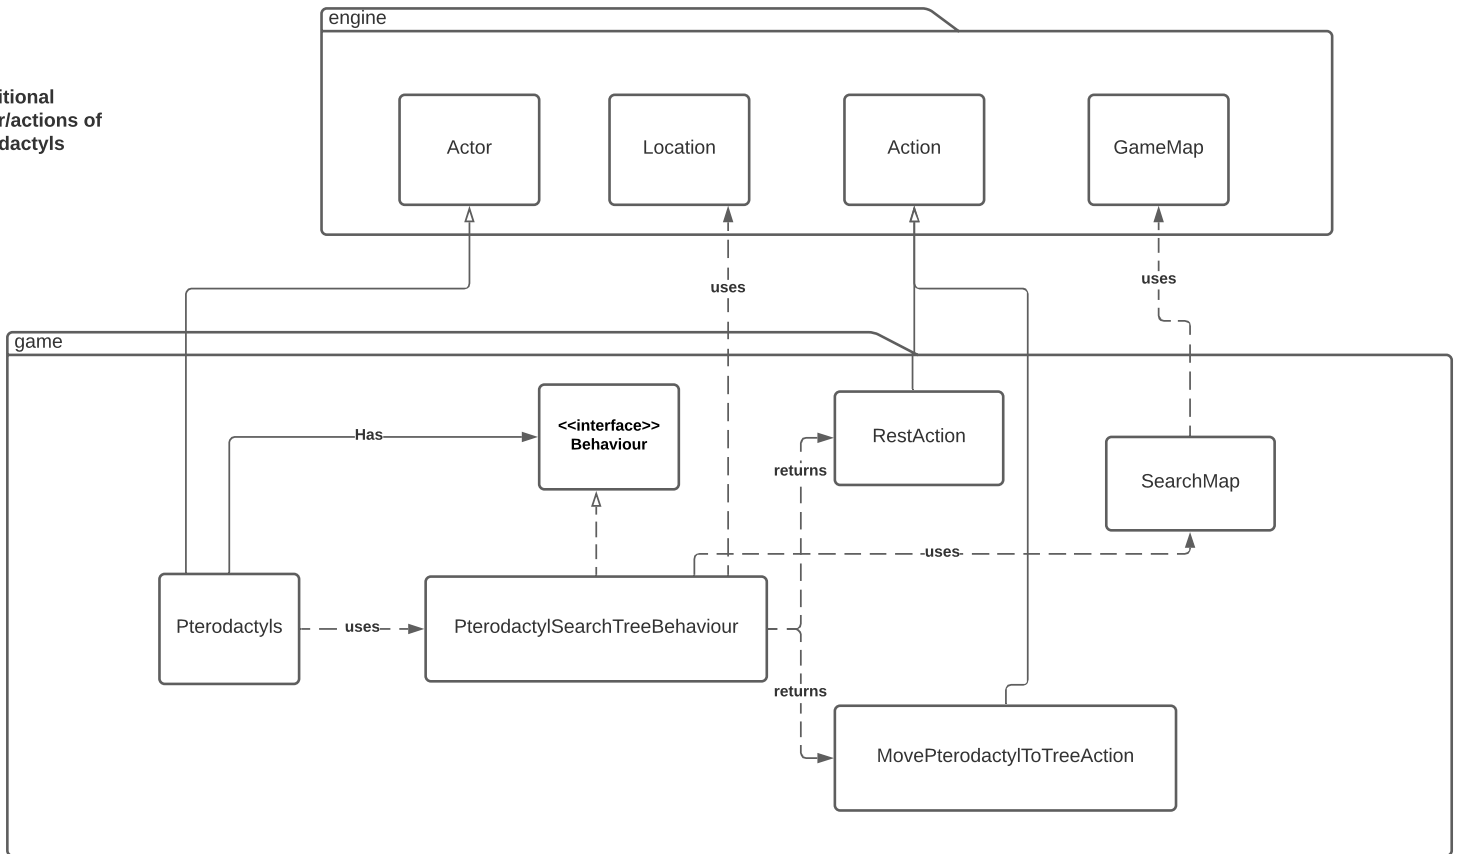 engine
itional
r/actions of
dactyls
Actor
Location
Action
GameMap
uses
uses
game
<<interface>>
Behaviour
Has
RestAction
returns
SearchMap
uses
Pterodactyls
uses
PterodactylSearchTreeBehaviour
returns
MovePterodactylToTreeAction